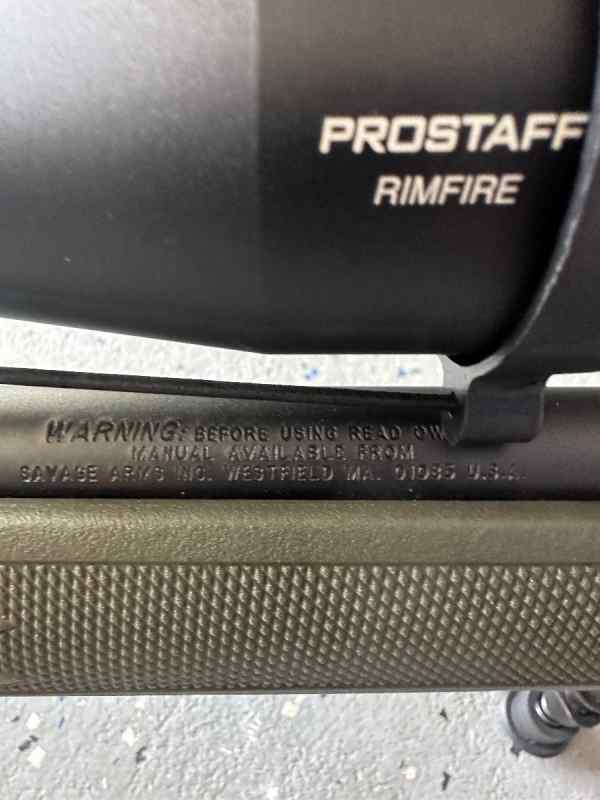 PROSTAFF
RIMFIRE
WARNING: BEFORE USING READ OW
MANUAL AVAILABLE FROM
SAVAGE ARMS INC. WESTFIELD MA. 01085 U.S.A.